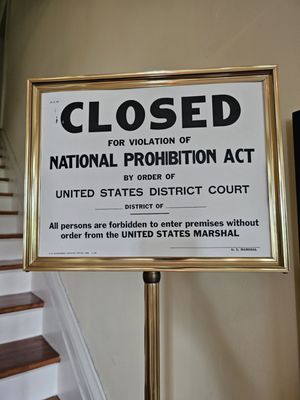 CLOSED
FOR VIOLATION OF
NATIONAL PROHIBITION ACT
BY ORDER OF
UNITED STATES DISTRICT COURT
DISTRICT OF
All persons are forbidden to enter premises without
order from the UNITED STATES MARSHAL
U. S. MARSHAL